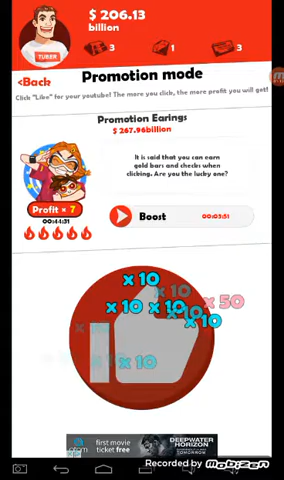 $ 206.13
billion
TUBER
3
1
3
<Back
Promotion mode
Click "Like" for your youtube! The more you click, the more profit you will get!
Promotion Earings
$ 267.96billion
It is said that you can earn
gold bars and checks when
clicking. Are you the lucky one?
Profit × 7
00:44:31
Boost
00:03:51
× 10
× 10
× 10
× 10
× 50
× 10
× 10
× 10
first movie
ticket free
DEEPWATER
HORIZON
TOMORROW
Recorded by mobizen